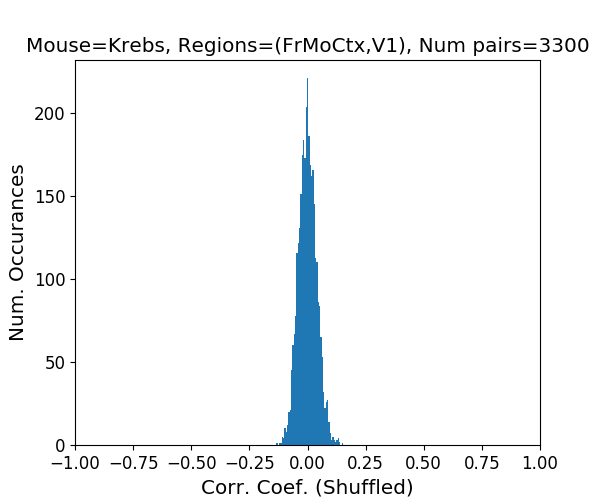 Mouse=Krebs, Regions=(FrMoCtx,V1), Num pairs=3300
Num. Occurances
200
150
100
50
0
−1.00 −0.75 −0.50 −0.25 0.00 0.25 0.50 0.75 1.00
Corr. Coef. (Shuffled)